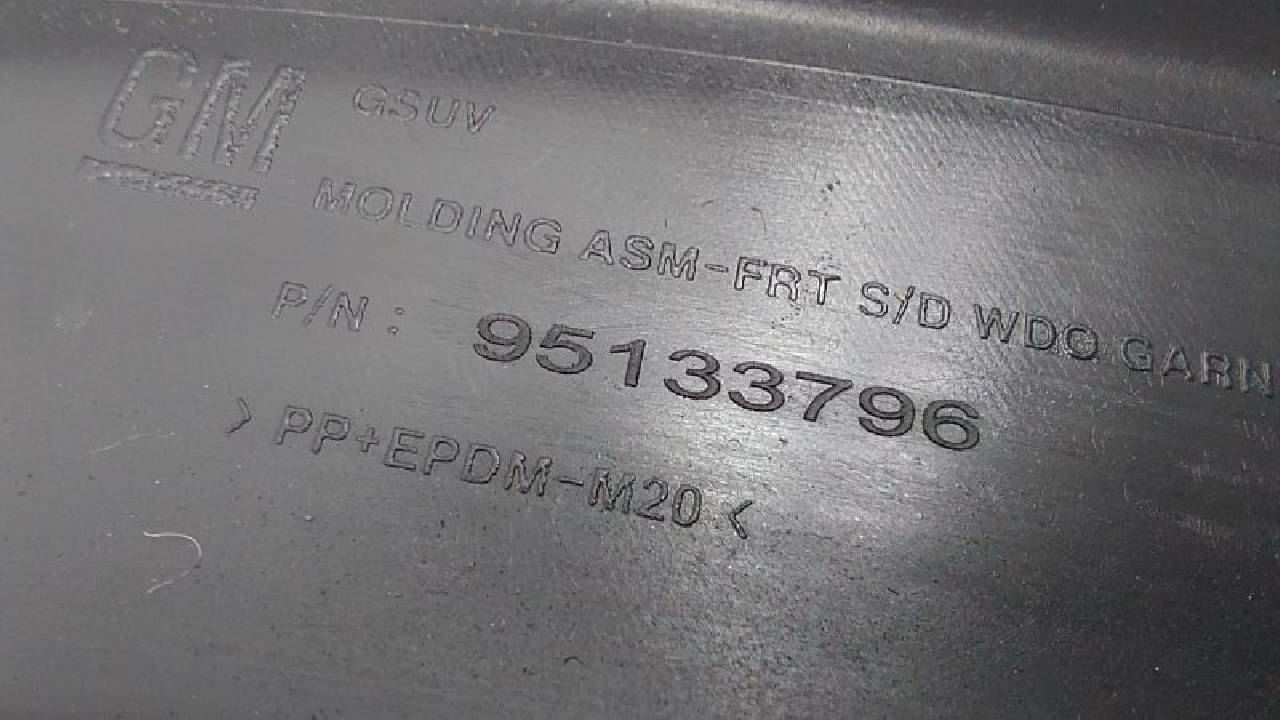 GM GSUV
MOLDING ASM-FRT S/D WDO GARN
P/N : 95133796
>PP+EPDM-M20<